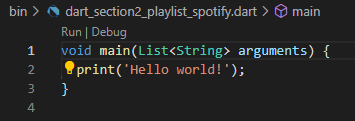 bin > dart_section2_playlist_spotify.dart > main
Run | Debug
1 void main(List<String> arguments) {
2 print('Hello world!');
3 }
4